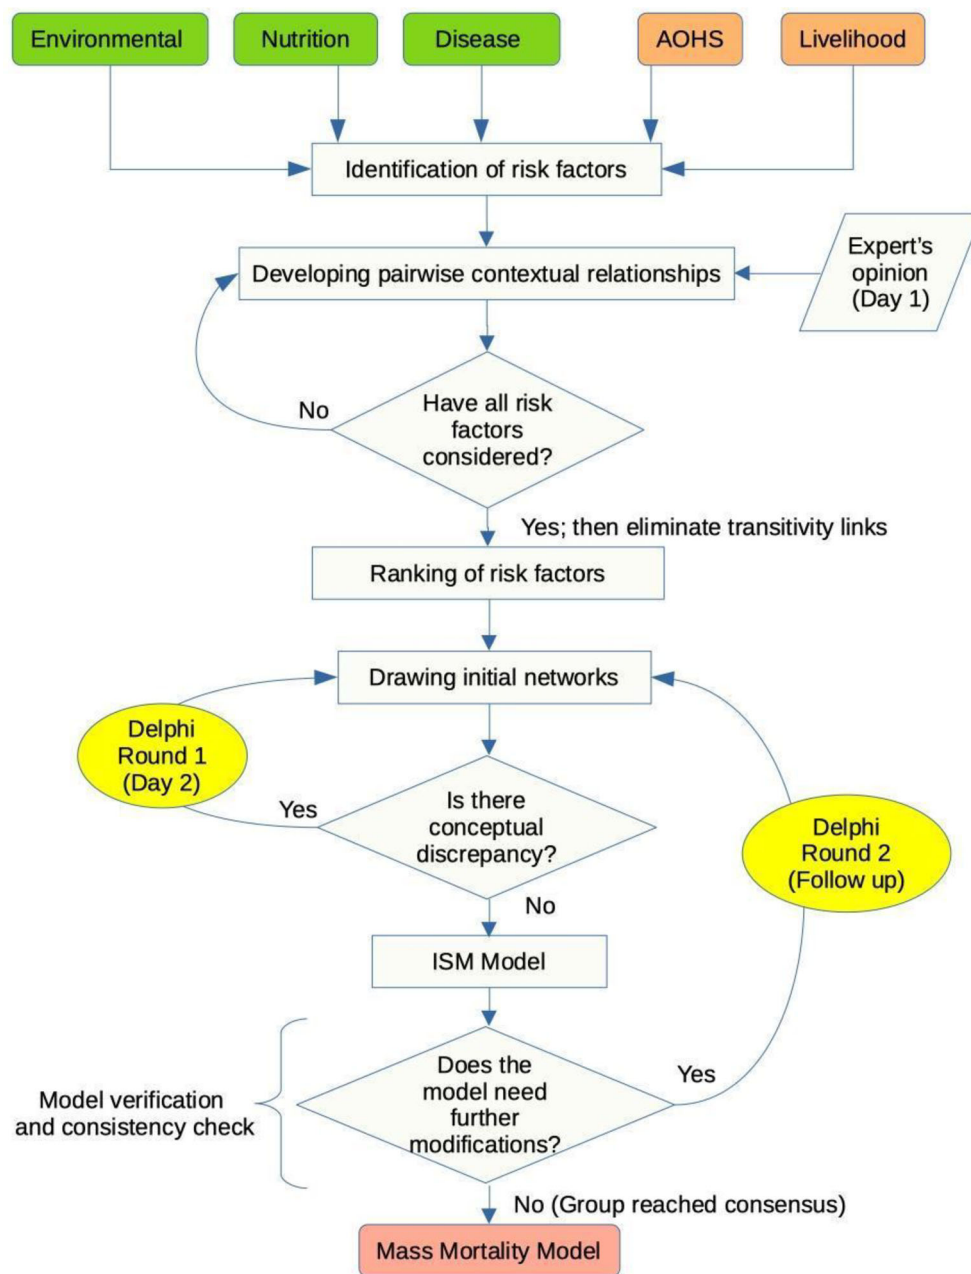 Environmental
Nutrition
Disease
AOHS
Livelihood
Identification of risk factors
Developing pairwise contextual relationships
Expert's
opinion
(Day 1)
No
Have all risk
factors
considered?
Yes; then eliminate transitivity links
Ranking of risk factors
Drawing initial networks
Delphi
Round 1
(Day 2)
Yes
Is there
conceptual
discrepancy?
Delphi
Round 2
(Follow up)
No
ISM Model
Does the
model need
further
modifications?
Yes
Model verification
and consistency check
No (Group reached consensus)
Mass Mortality Model